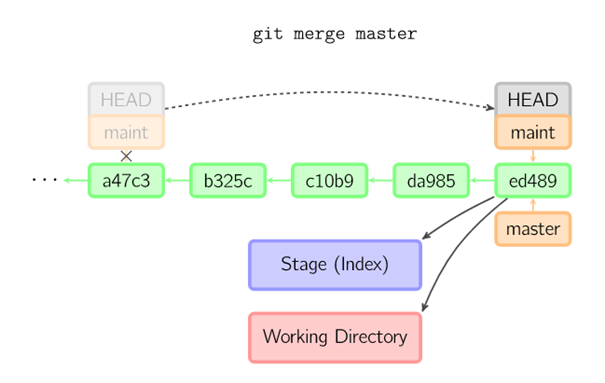 git merge master
HEAD
HEAD
maint
maint
... a47c3 b325c c10b9 da985 ed489
master
Stage (Index)
Working Directory